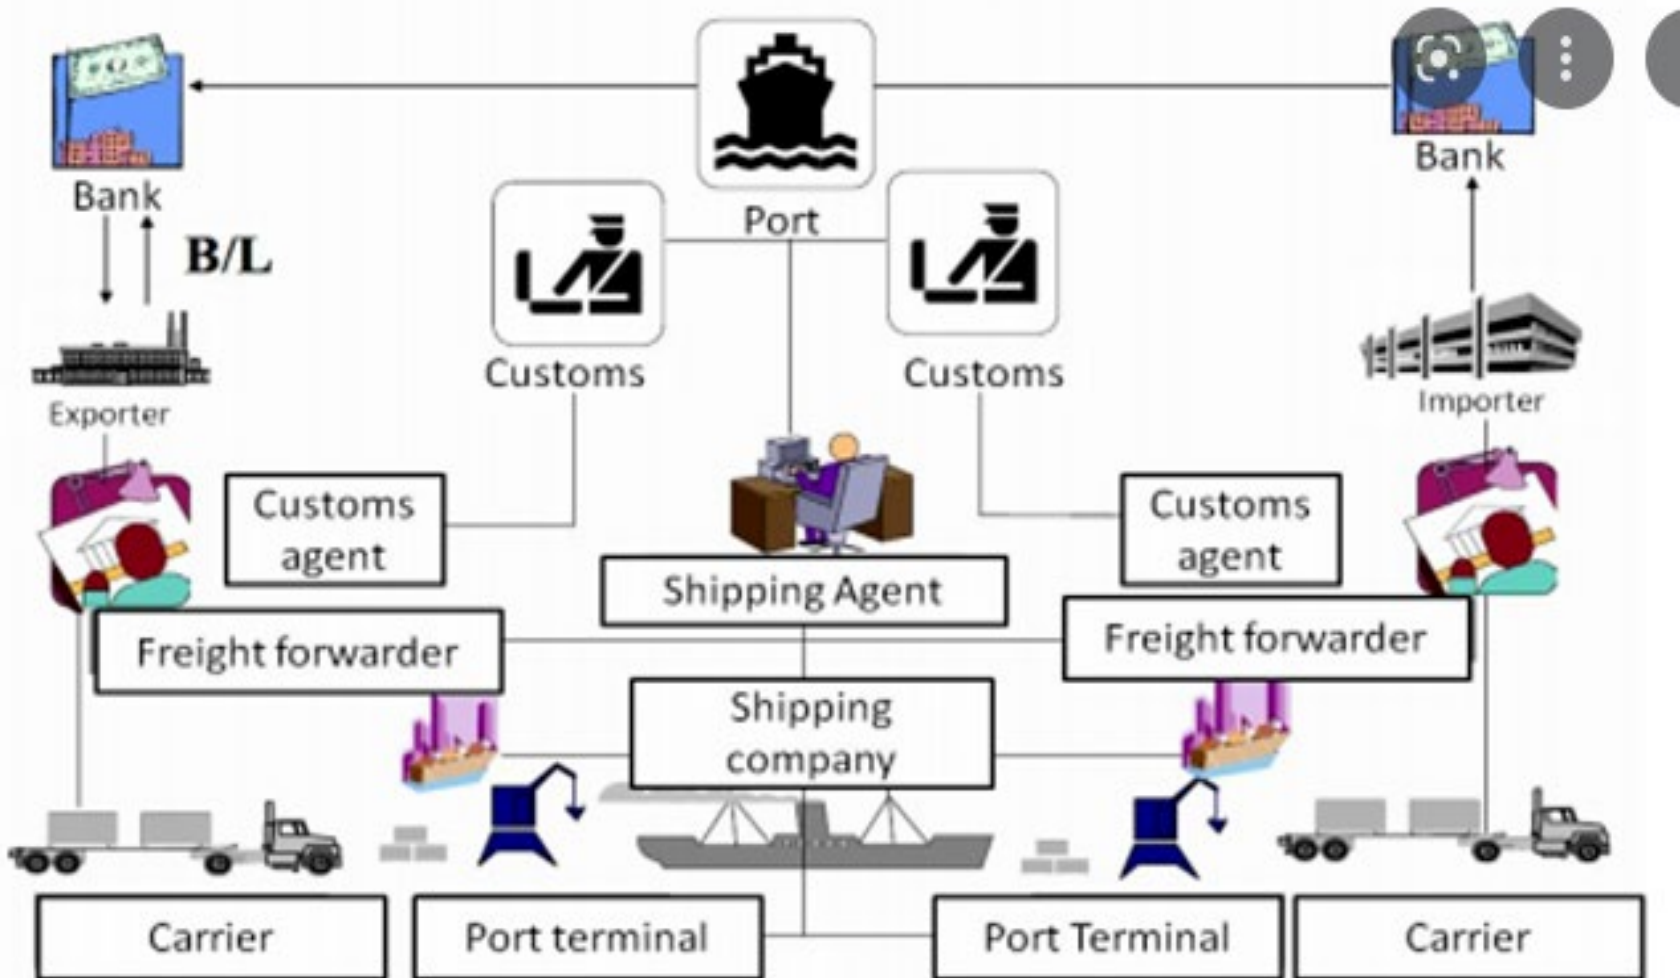 Bank
Port
Bank
B/L
Customs
Customs
Exporter
Importer
Customs
agent
Customs
agent
Shipping Agent
Freight forwarder
Freight forwarder
Shipping
company
Carrier
Port terminal
Port Terminal
Carrier